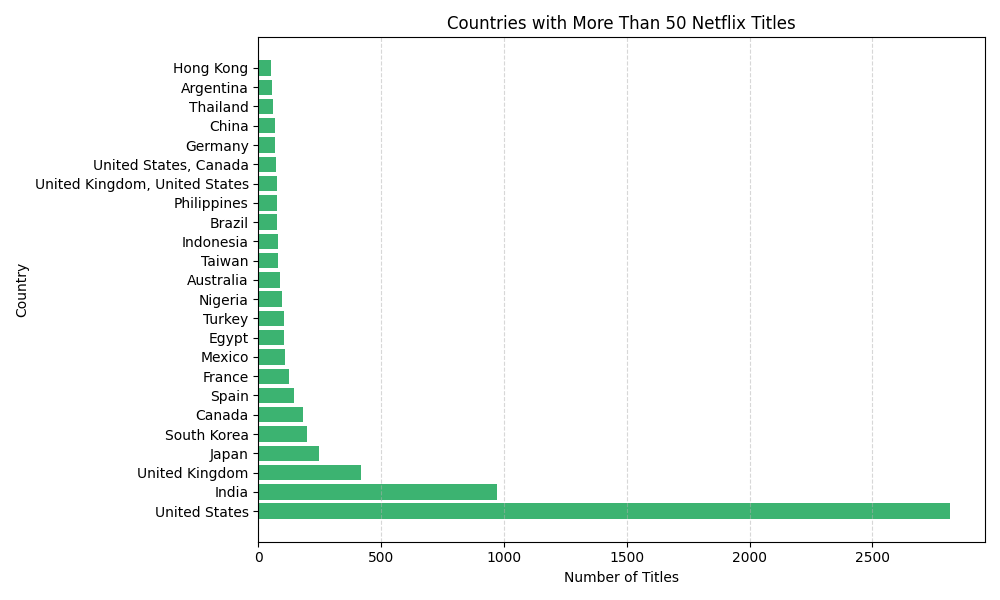 Countries with More Than 50 Netflix Titles
Country
Hong Kong
Argentina
Thailand
China
Germany
United States, Canada
United Kingdom, United States
Philippines
Brazil
Indonesia
Taiwan
Australia
Nigeria
Turkey
Egypt
Mexico
France
Spain
Canada
South Korea
Japan
United Kingdom
India
United States
0 500 1000 1500 2000 2500
Number of Titles